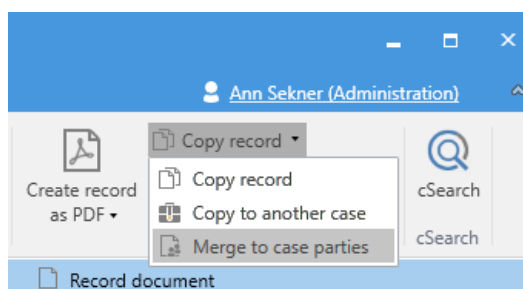 Ann Sekner (Administration)
Create record
as PDF
Copy record
Copy record
Copy to another case
Merge to case parties
cSearch
cSearch
Record document